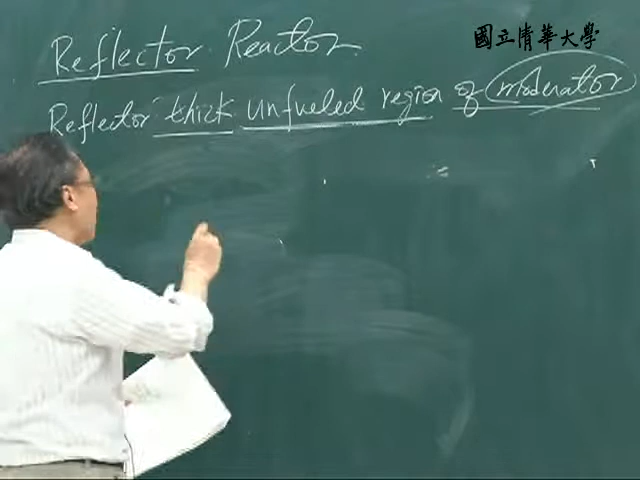 國立清華大學
Reflector Reactor
Reflector thick unfueled region of moderator